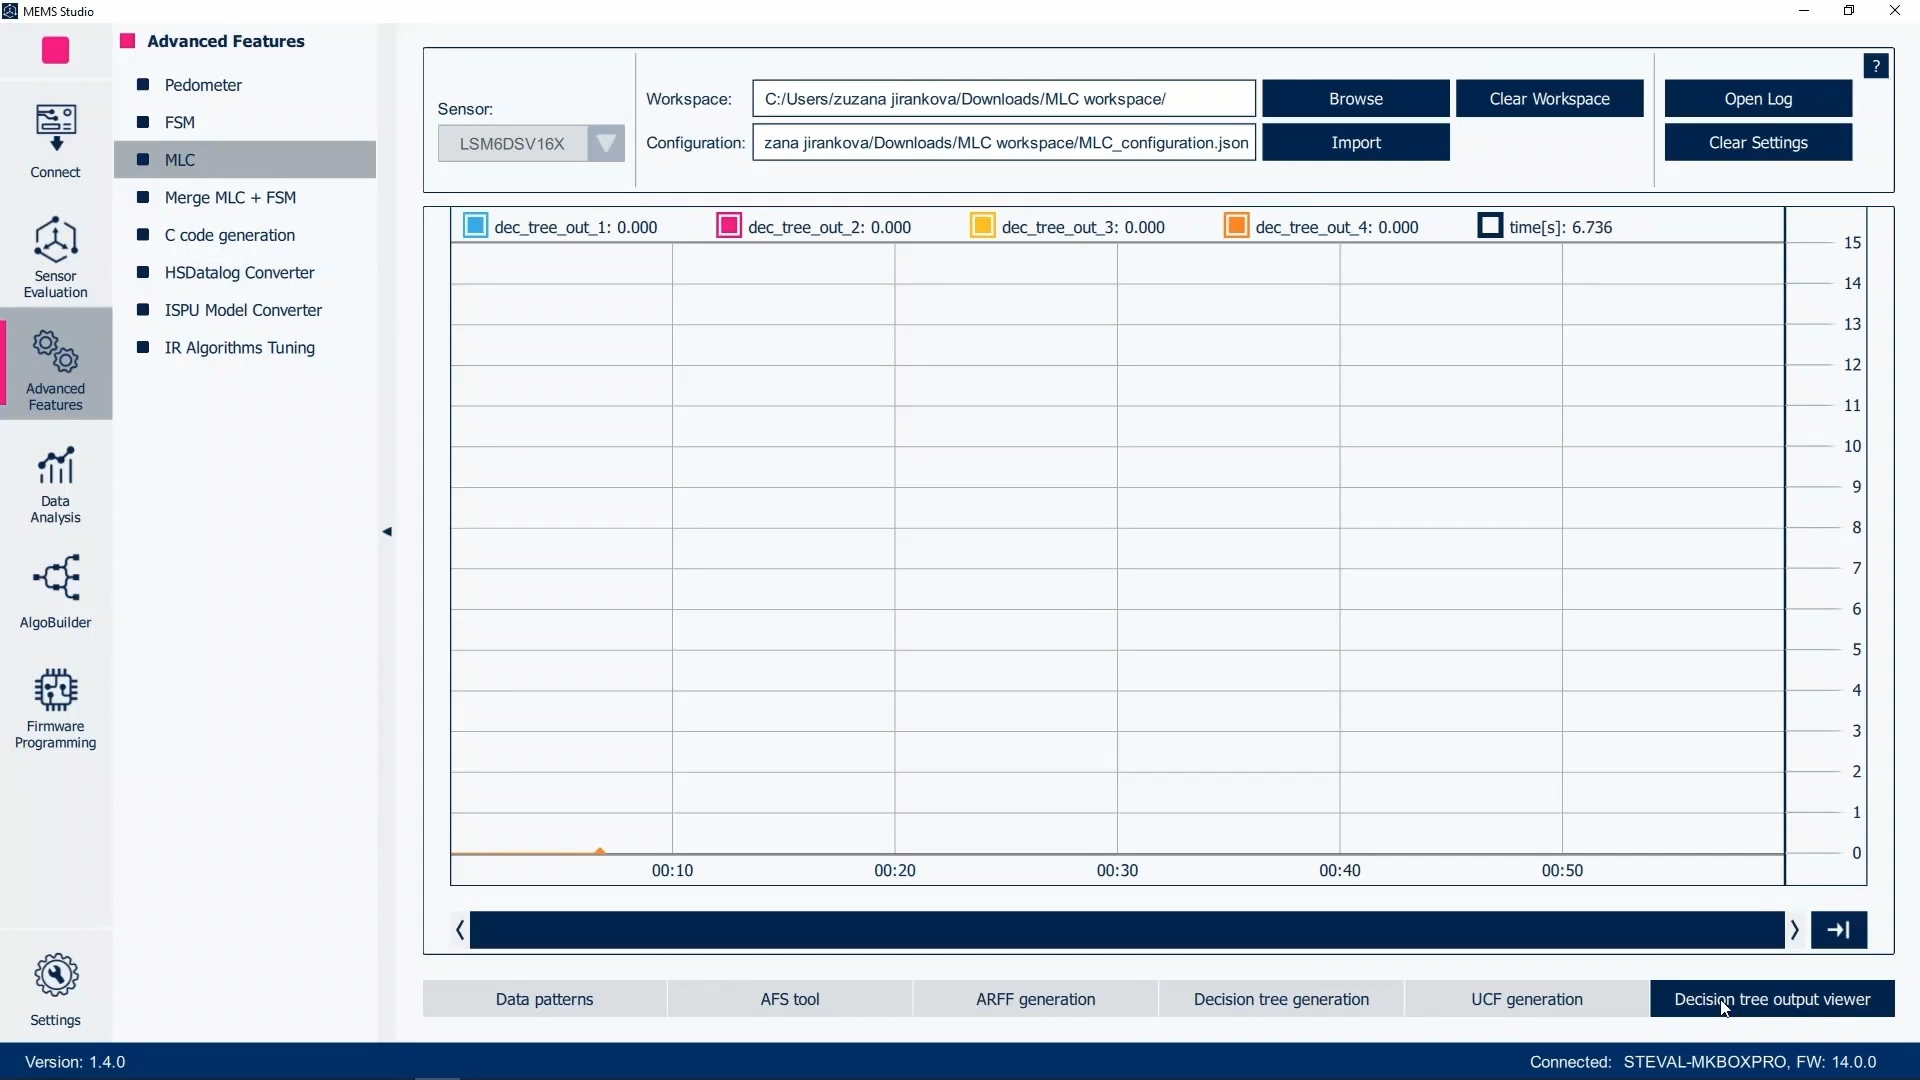 MEMS Studio
Advanced Features
Pedometer
FSM
MLC
Merge MLC + FSM
C code generation
HSDatalog Converter
ISPU Model Converter
IR Algorithms Tuning
Connect
Sensor
Evaluation
Advanced
Features
Data
Analysis
AlgoBuilder
Firmware
Programming
Settings
Sensor:
LSM6DSV16X
Workspace:
C:/Users/zuzana jirankova/Downloads/MLC workspace/
Browse
Clear Workspace
Configuration:
zana jirankova/Downloads/MLC workspace/MLC_configuration.json
Import
Open Log
Clear Settings
?
dec_tree_out_1: 0.000
dec_tree_out_2: 0.000
dec_tree_out_3: 0.000
dec_tree_out_4: 0.000
time[s]: 6.736
15
14
13
12
11
10
9
8
7
6
5
4
3
2
1
0
00:10
00:20
00:30
00:40
00:50
Data patterns
AFS tool
ARFF generation
Decision tree generation
UCF generation
Decision tree output viewer
Version: 1.4.0
Connected: STEVAL-MKBOXPRO, FW: 14.0.0